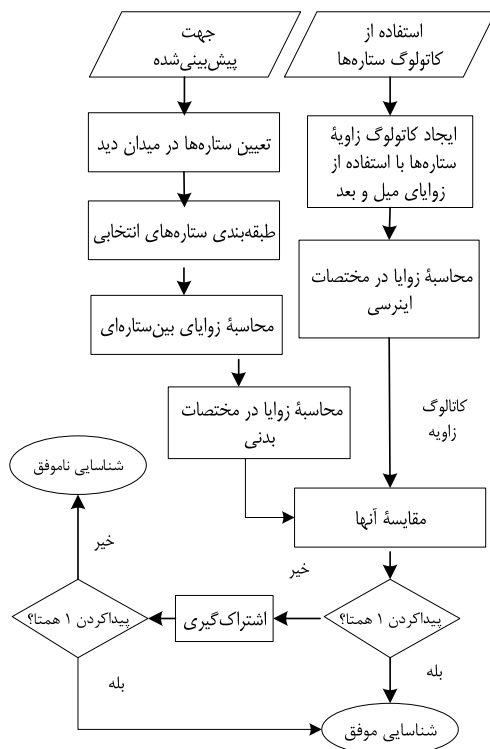 استفاده از
کاتولوگ ستاره‌ها
جهت
پیش‌بینی‌شده
ایجاد کاتولوگ زاویهٔ
ستاره‌ها با استفاده از
زوایای میل و بعد
تعیین ستاره‌ها در میدان دید
طبقه‌بندی ستاره‌های انتخابی
محاسبهٔ زوایا در مختصات
اینرسی
محاسبهٔ زوایای بین‌ستاره‌ای
کاتالوگ
زاویه
محاسبهٔ زوایا در مختصات
بدنی
شناسایی ناموفق
مقایسهٔ آنها
خیر
خیر
پیداکردن ۱ همتا؟
اشتراک‌گیری
پیداکردن ۱ همتا؟
بله
بله
شناسایی موفق